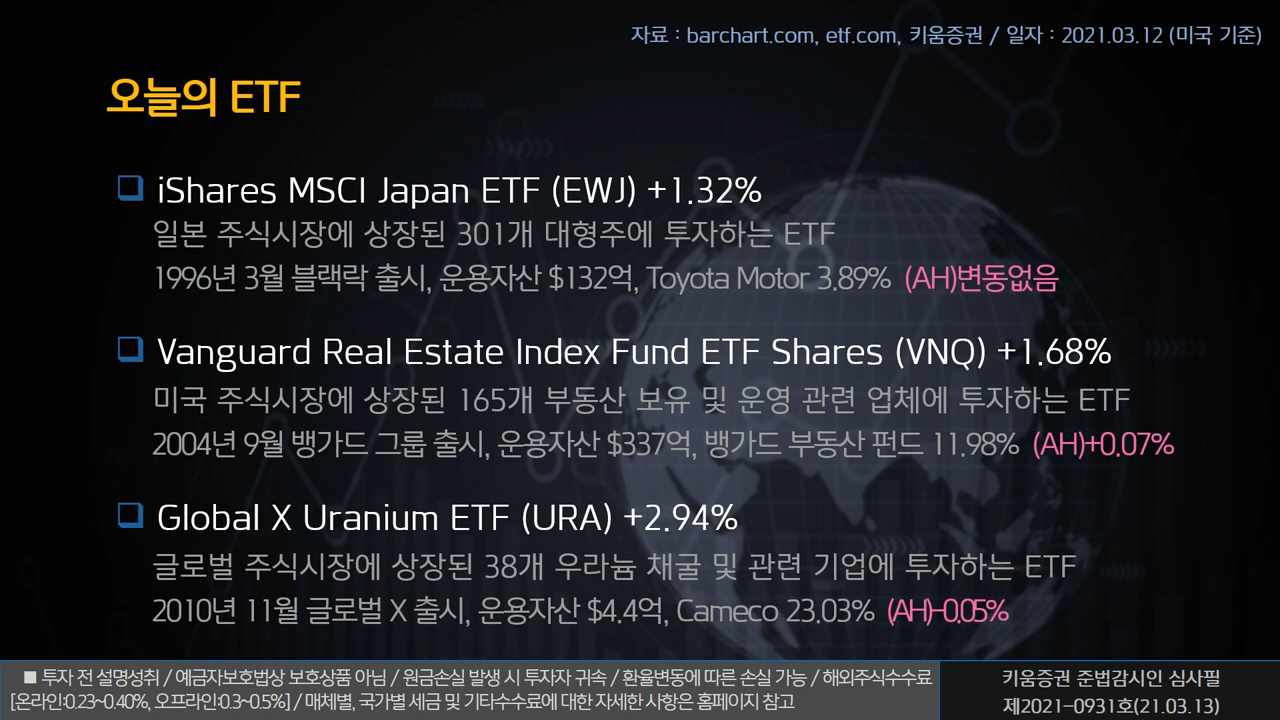 자료 : barchart.com, etf.com, 키움증권 / 일자 : 2021.03.12 (미국 기준)
오늘의 ETF
❑ iShares MSCI Japan ETF (EWJ) +1.32%
일본 주식시장에 상장된 301개 대형주에 투자하는 ETF
1996년 3월 블랙락 출시, 운용자산 $132억, Toyota Motor 3.89% (AH)변동없음
❑ Vanguard Real Estate Index Fund ETF Shares (VNQ) +1.68%
미국 주식시장에 상장된 165개 부동산 보유 및 운영 관련 업체에 투자하는 ETF
2004년 9월 뱅가드 그룹 출시, 운용자산 $337억, 뱅가드 부동산 펀드 11.98% (AH)+0.07%
❑ Global X Uranium ETF (URA) +2.94%
글로벌 주식시장에 상장된 38개 우라늄 채굴 및 관련 기업에 투자하는 ETF
2010년 11월 글로벌 X 출시, 운용자산 $4.4억, Cameco 23.03% (AH)-0.05%
■ 투자 전 설명성취 / 예금자보호법상 보호상품 아님 / 원금손실 발생 시 투자자 귀속 / 환율변동에 따른 손실 가능 / 해외주식수수료
[온라인:0.23~0.40%, 오프라인:0.3~0.5%] / 매체별, 국가별 세금 및 기타수수료에 대한 자세한 사항은 홈페이지 참고
키움증권 준법감시인 심사필
제2021-0931호(21.03.13)